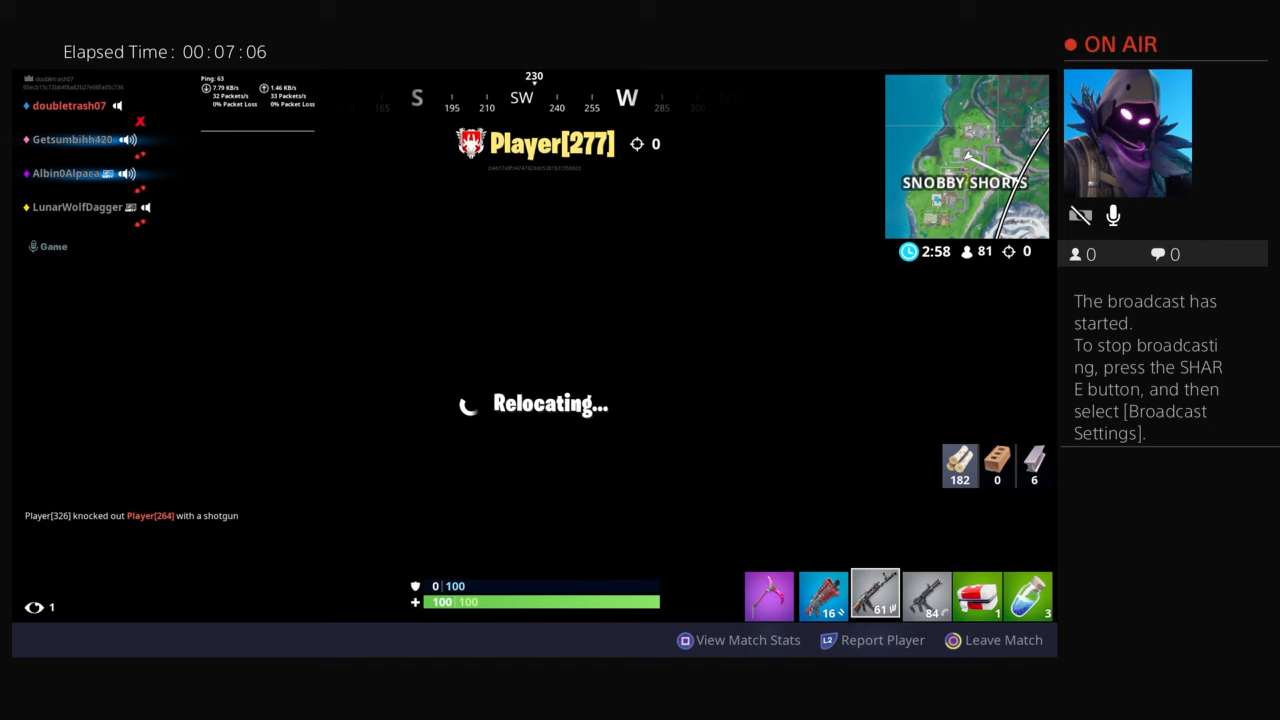 Elapsed Time: 00:07:06
ON AIR
doubletrash07
Ping: 63
7.79 KB/s 1.46 KB/s
32 Packets/s 33 Packets/s
0% Packet Loss 0% Packet Loss
230
165 S 195 210 SW 240 255 W 285 300
doubletrash07
Getsumbihh420
Albin0Alpaca
LunarWolfDagger
Game
Player[277] 0
SNOBBY SHORES
2:58 81 0
0 0
The broadcast has
started.
To stop broadcasti
ng, press the SHAR
E button, and then
select [Broadcast
Settings].
Relocating...
182 0 6
Player[326] knocked out Player[264] with a shotgun
0 | 100
100 | 100
16 61 84 1 3
1
View Match Stats L2 Report Player Leave Match